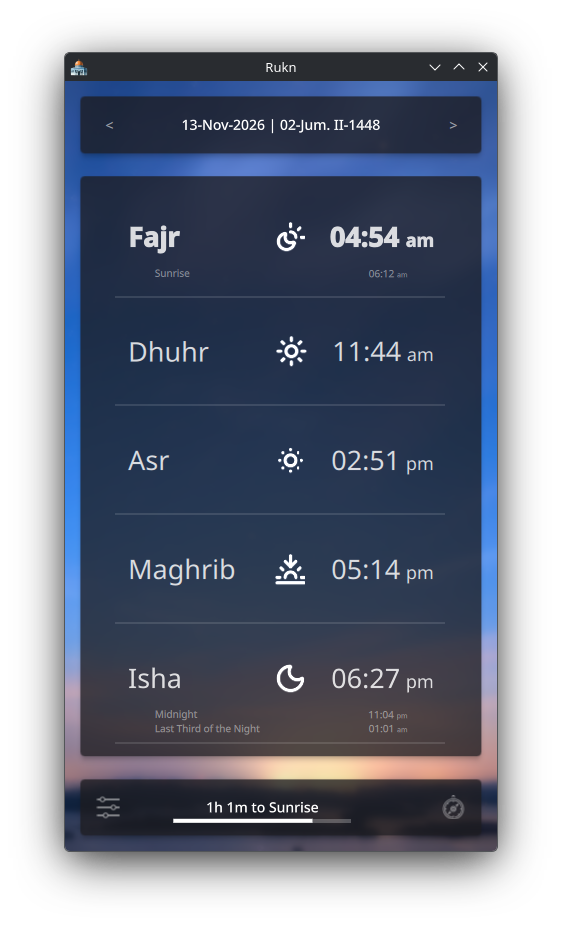 Rukn
< 13-Nov-2026 | 02-Jum. II-1448 >
Fajr 04:54 am
Sunrise 06:12 am
Dhuhr 11:44 am
Asr 02:51 pm
Maghrib 05:14 pm
Isha 06:27 pm
Midnight 11:04 pm
Last Third of the Night 01:01 am
1h 1m to Sunrise